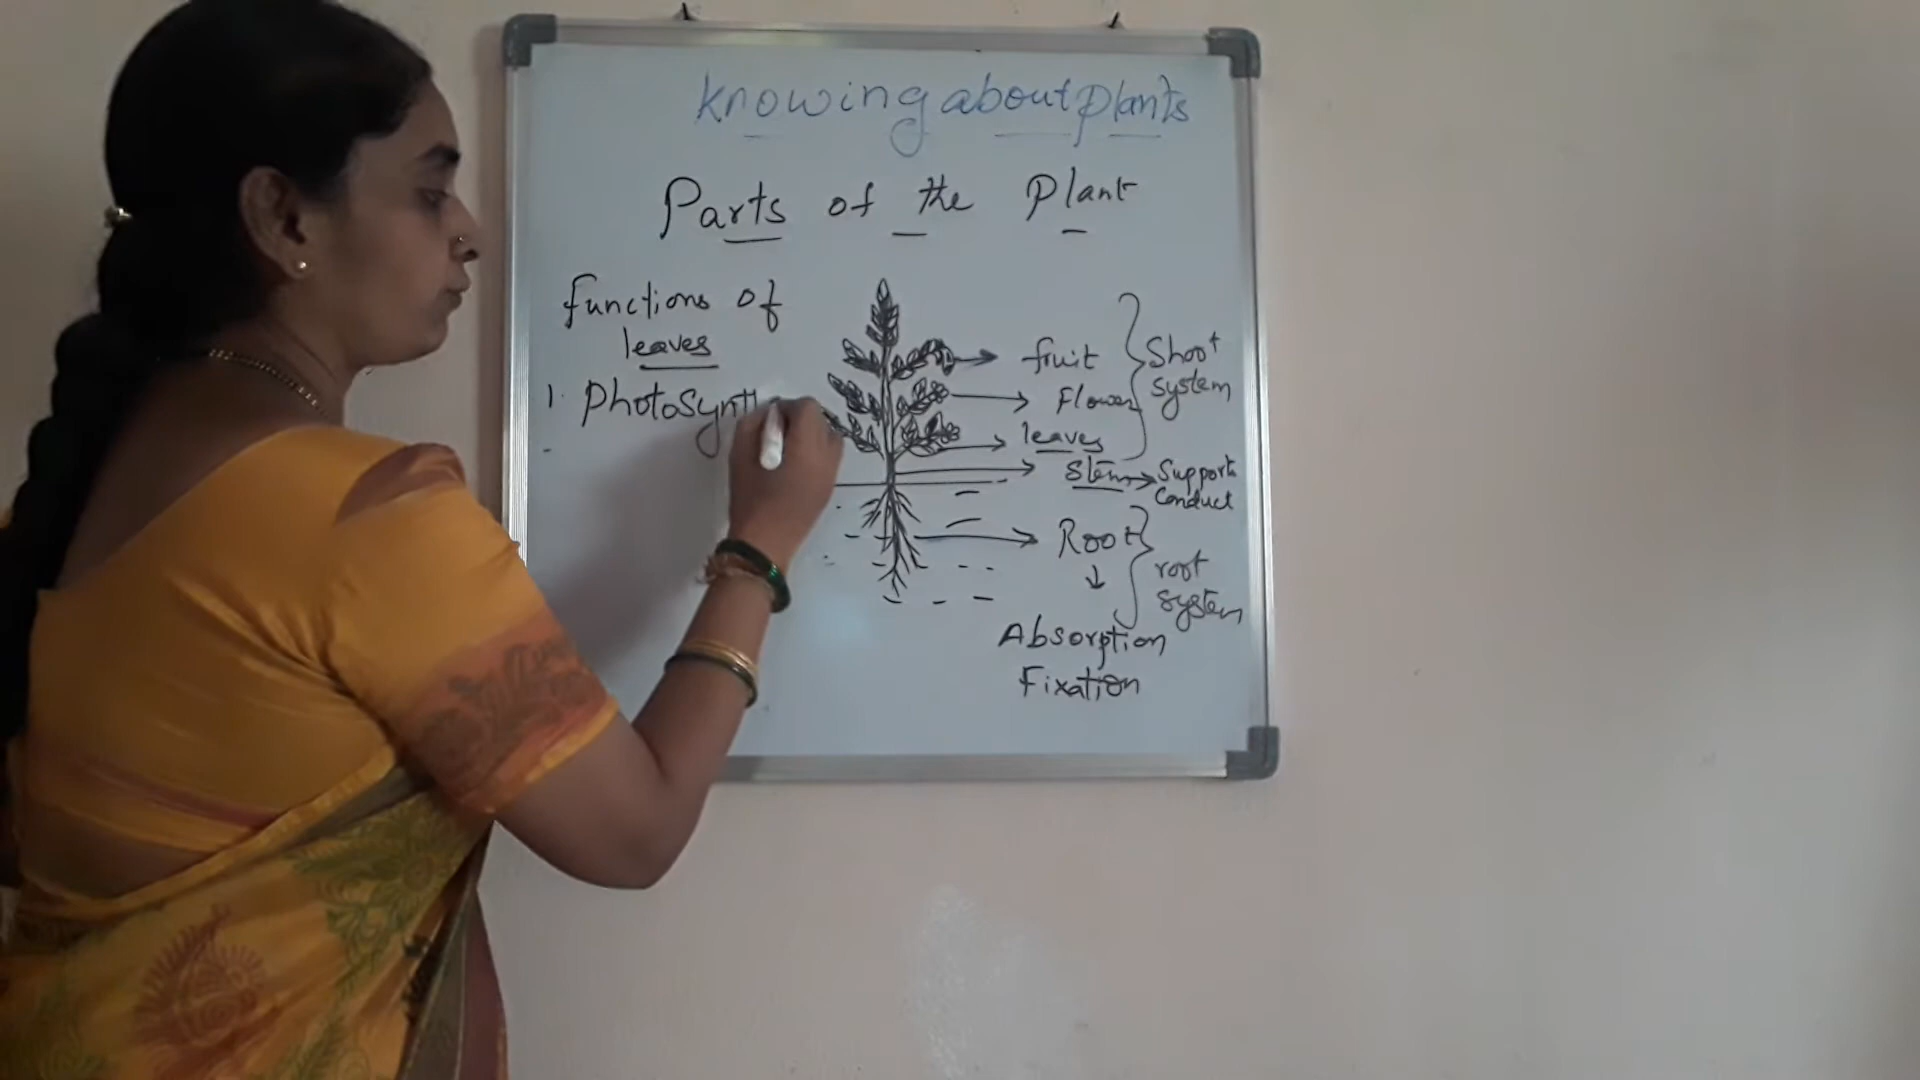 Knowing about plants
Parts of the Plant
functions of
leaves
1. Photosynth
fruit
Flower
leaves
Stem
Supports
Conduct
Shoot
system
Root
root
system
Absorption
Fixation